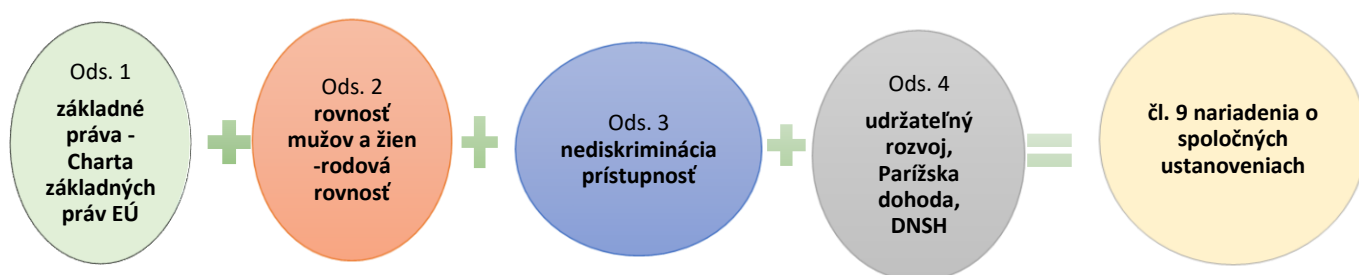 Ods. 1
základné
práva -
Charta
základných
práv EÚ
Ods. 2
rovnosť
mužov a žien
-rodová
rovnosť
Ods. 3
nediskriminácia
prístupnosť
Ods. 4
udržateľný
rozvoj,
Parížska
dohoda,
DNSH
čl. 9 nariadenia o
spoločných
ustanoveniach